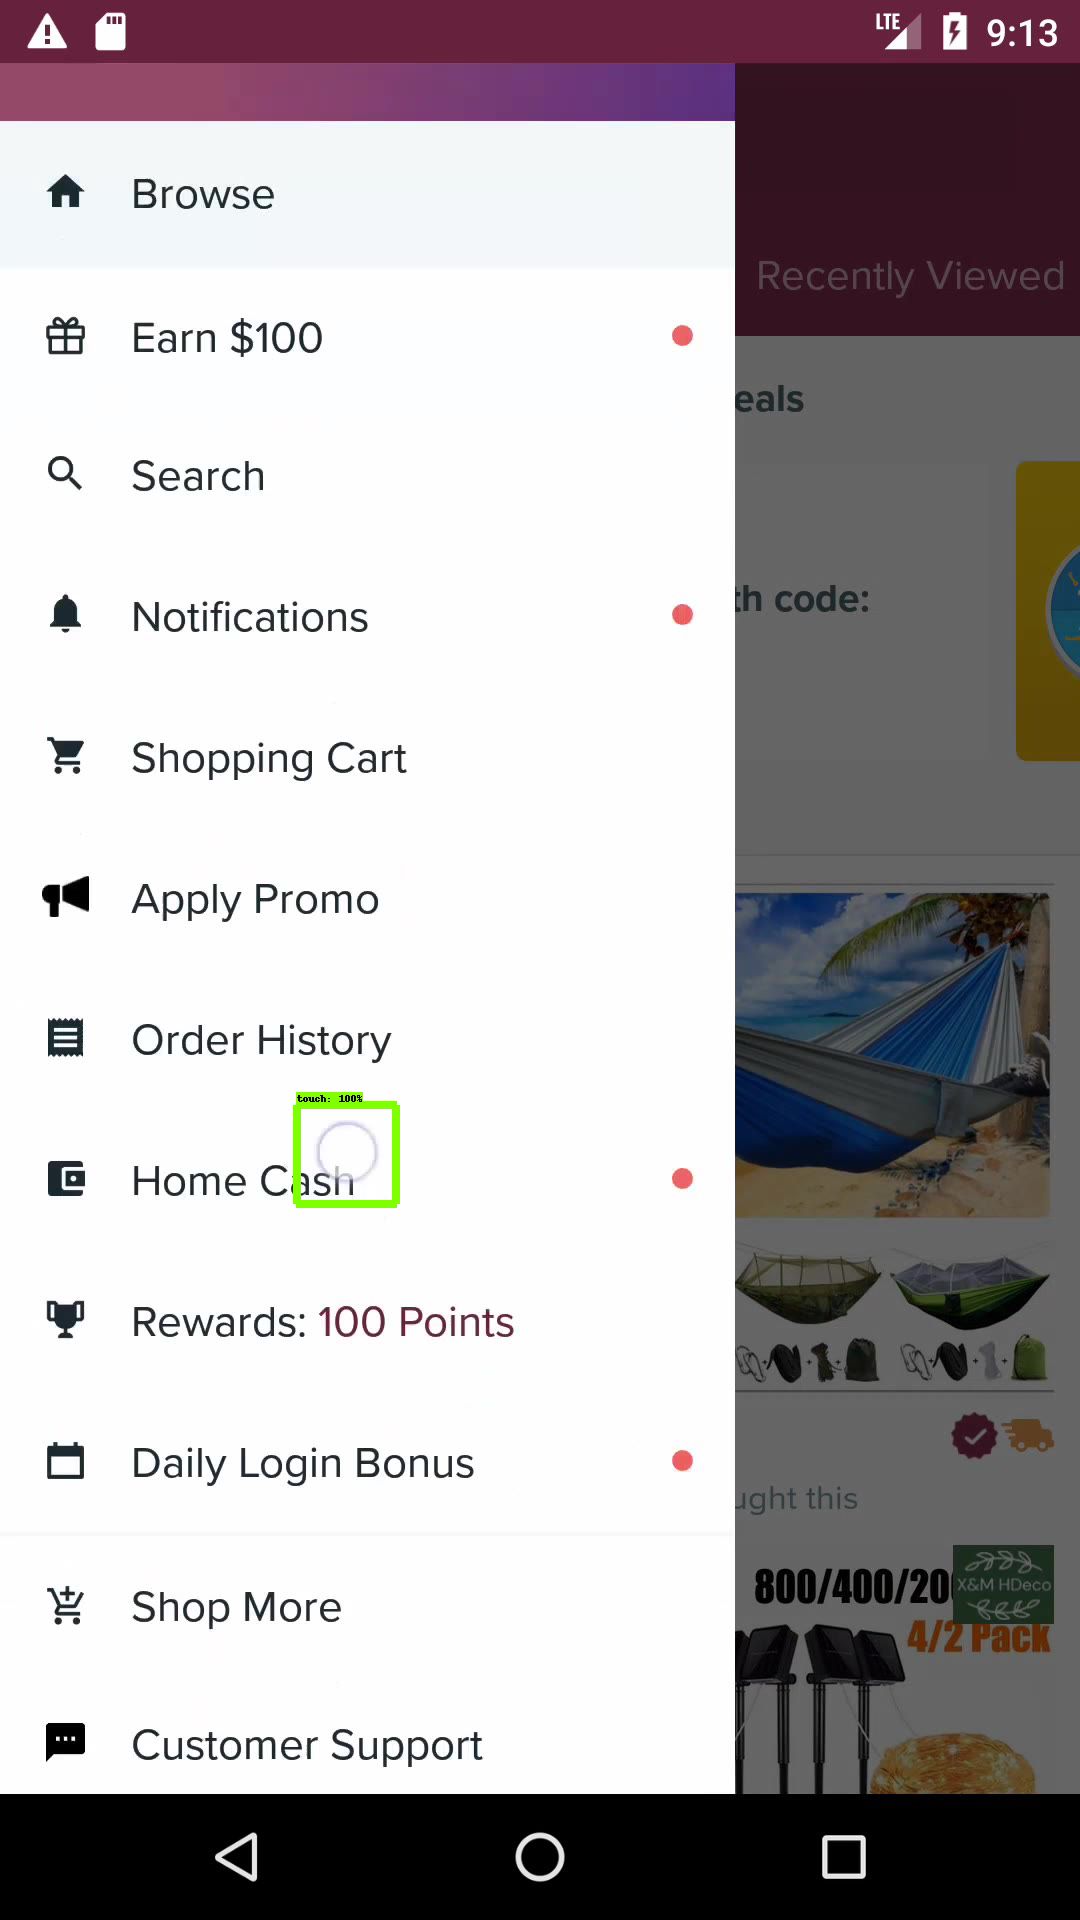 LTE 9:13
Browse
Recently Viewed
Earn $100
eals
Search
th code:
Notifications
Shopping Cart
Apply Promo
Order History
touch: 100%
Home Cash
Rewards: 100 Points
Daily Login Bonus
ught this
800/400/20
X&M HDeco
4/2 Pack
Shop More
Customer Support